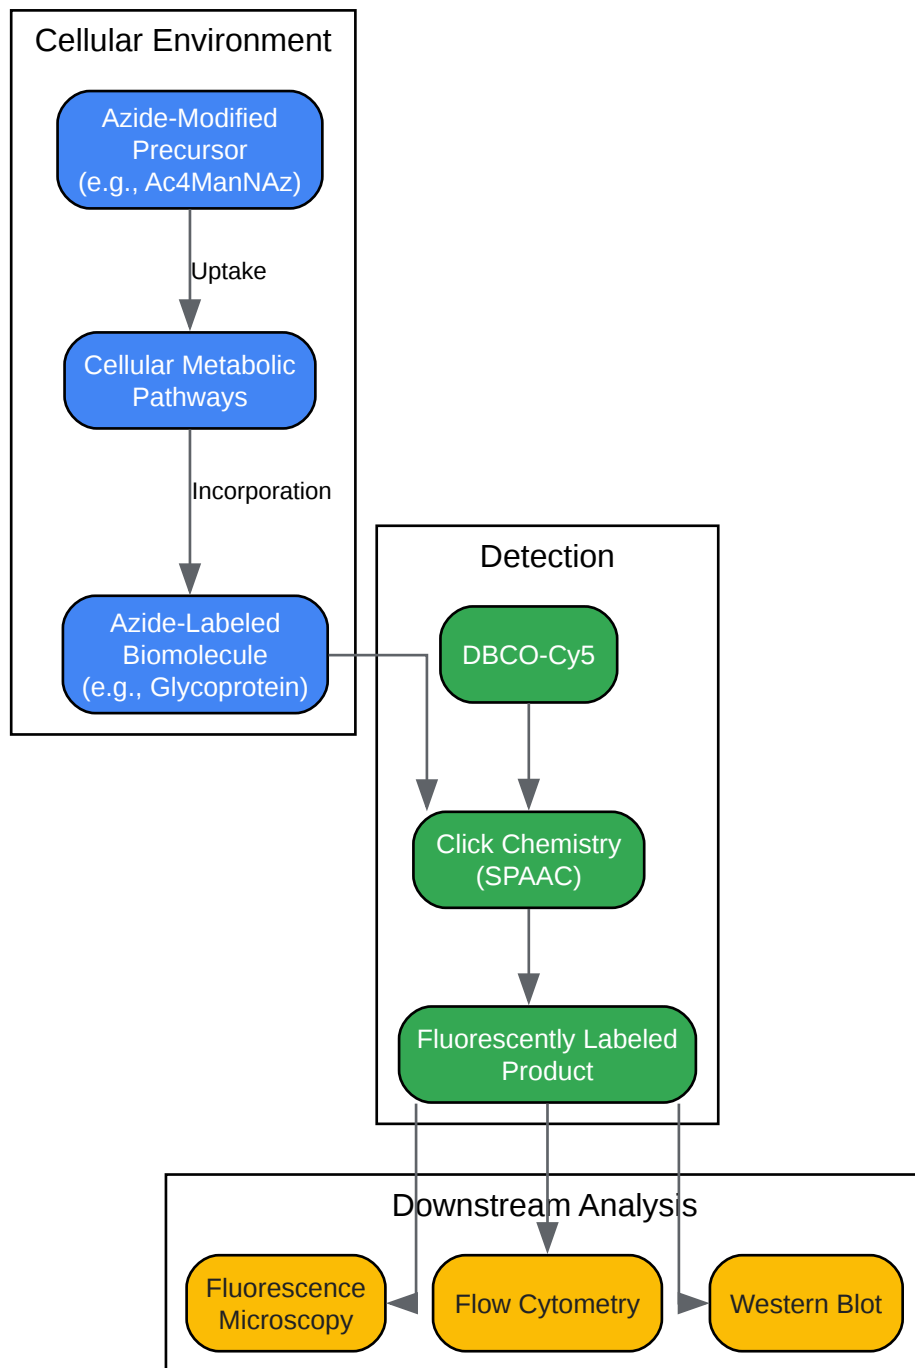 Cellular Environment
Azide-Modified
Precursor
(e.g., Ac4ManNAz)
Uptake
Cellular Metabolic
Pathways
Incorporation
Azide-Labeled
Biomolecule
(e.g., Glycoprotein)
Detection
DBCO-Cy5
Click Chemistry
(SPAAC)
Fluorescently Labeled
Product
Downstream Analysis
Fluorescence
Microscopy
Flow Cytometry
Western Blot